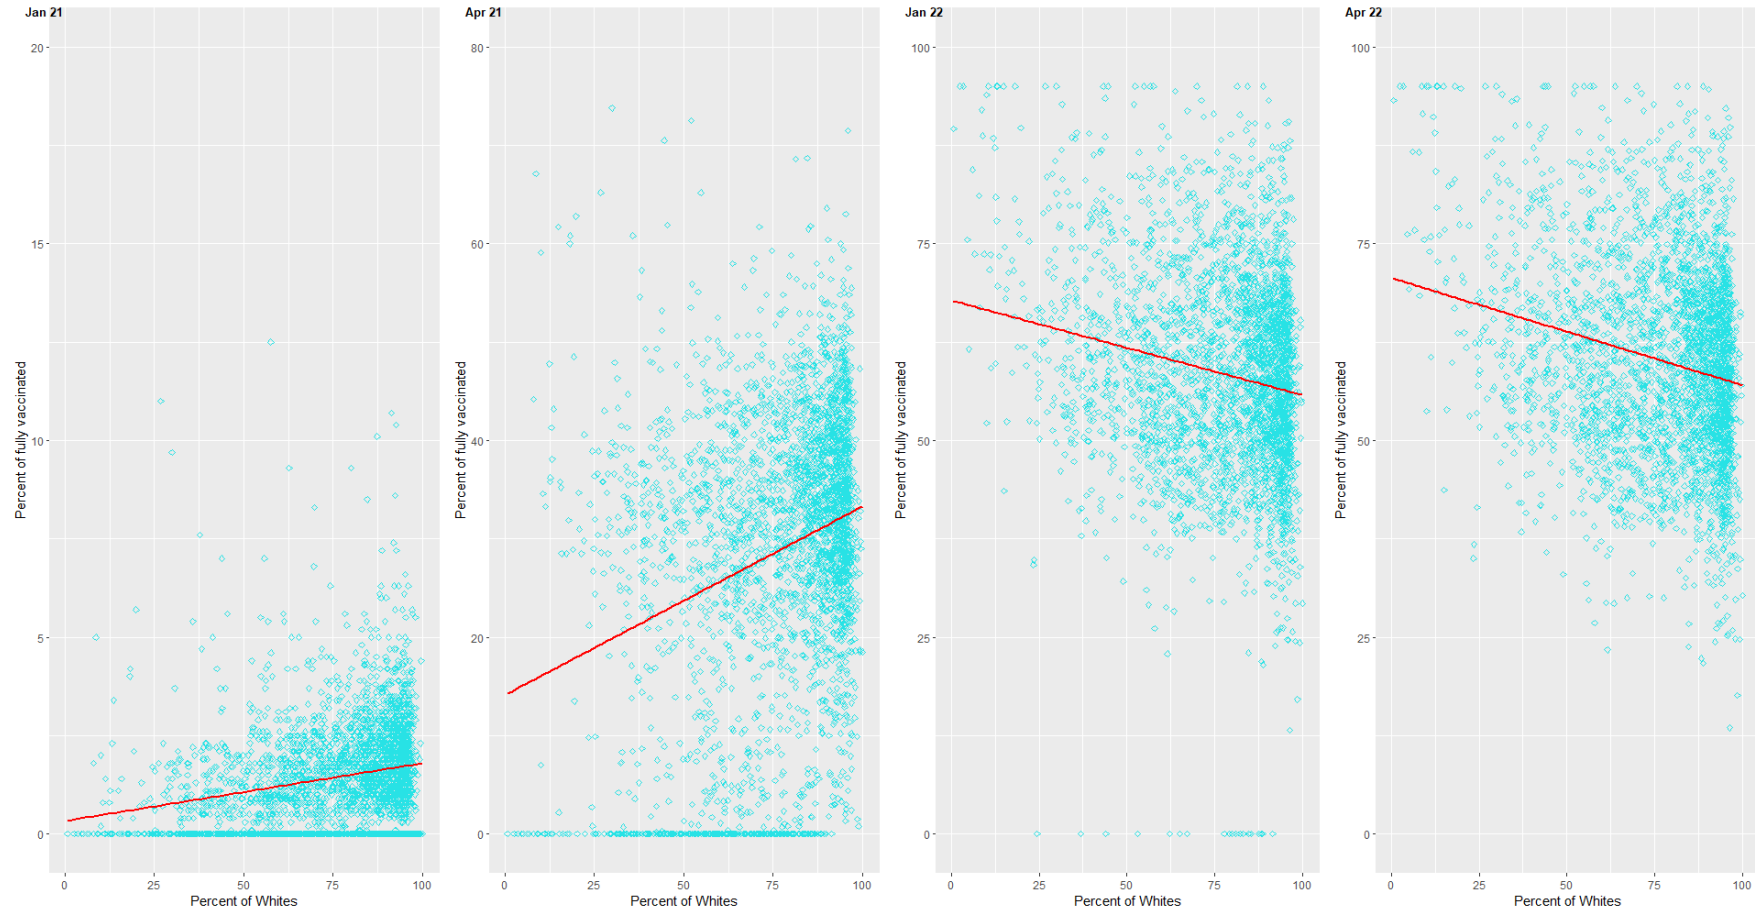 Jan 21
20
15
10
5
0
0 25 50 75 100
Percent of Whites
Percent of fully vaccinated
Apr 21
80
60
40
20
0
0 25 50 75 100
Percent of Whites
Percent of fully vaccinated
Jan 22
100
75
50
25
0
0 25 50 75 100
Percent of Whites
Percent of fully vaccinated
Apr 22
100
75
50
25
0
0 25 50 75 100
Percent of Whites
Percent of fully vaccinated